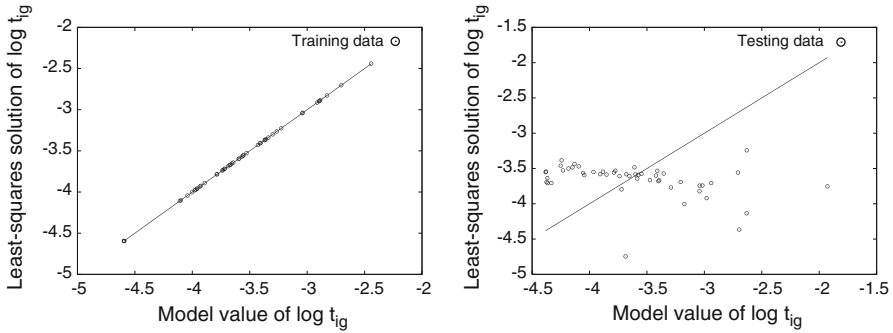 Least-squares solution of log t_ig
-2
-2.5
-3
-3.5
-4
-4.5
-5
Training data
-5 -4.5 -4 -3.5 -3 -2.5 -2
Model value of log t_ig
Least-squares solution of log t_ig
-1.5
-2
-2.5
-3
-3.5
-4
-4.5
-5
Testing data
-4.5 -4 -3.5 -3 -2.5 -2 -1.5
Model value of log t_ig